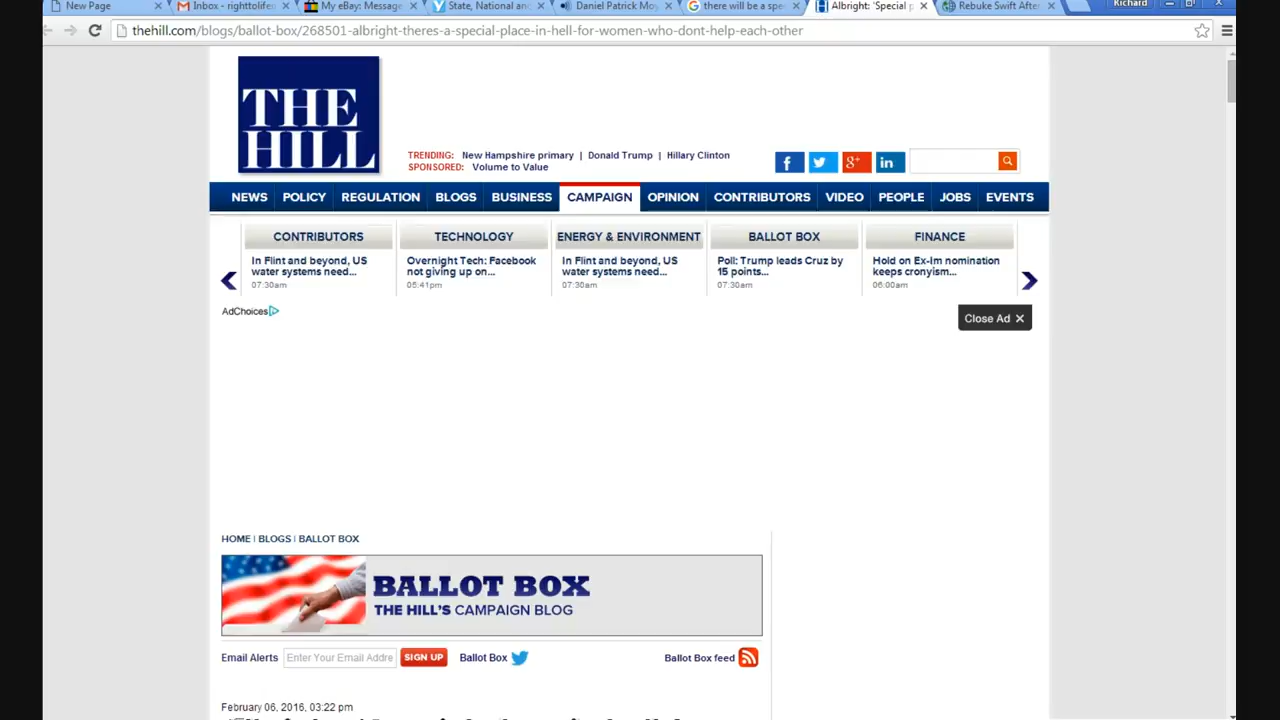 New Page
Inbox - righttolifer
My eBay: Message
State, National and
Daniel Patrick Moy
there will be a spe
Albright: 'Special p
Rebuke Swift After
Richard
thehill.com/blogs/ballot-box/268501-albright-theres-a-special-place-in-hell-for-women-who-dont-help-each-other
THE
HILL
TRENDING: New Hampshire primary | Donald Trump | Hillary Clinton
SPONSORED: Volume to Value
NEWS POLICY REGULATION BLOGS BUSINESS CAMPAIGN OPINION CONTRIBUTORS VIDEO PEOPLE JOBS EVENTS
CONTRIBUTORS
In Flint and beyond, US
water systems need...
07:30am
TECHNOLOGY
Overnight Tech: Facebook
not giving up on...
05:41pm
ENERGY & ENVIRONMENT
In Flint and beyond, US
water systems need...
07:30am
BALLOT BOX
Poll: Trump leads Cruz by
15 points...
07:30am
FINANCE
Hold on Ex-Im nomination
keeps cronyism...
06:00am
AdChoices
Close Ad X
HOME | BLOGS | BALLOT BOX
BALLOT BOX
THE HILL'S CAMPAIGN BLOG
Email Alerts Enter Your Email Addre SIGN UP Ballot Box Ballot Box feed
February 06, 2016, 03:22 pm